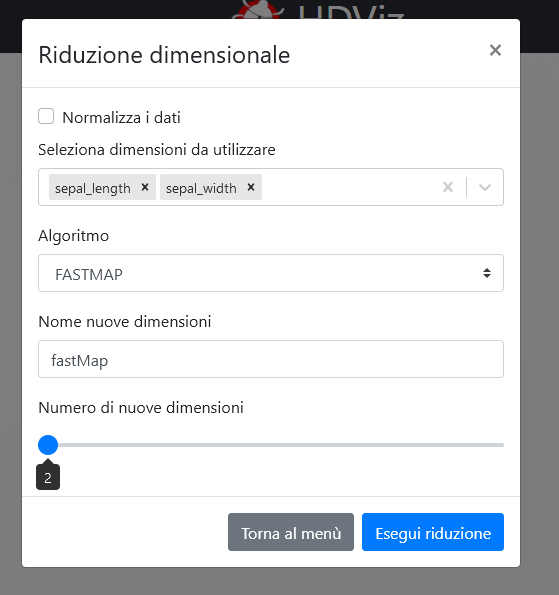 HDViz
Riduzione dimensionale ×
Normalizza i dati
Seleziona dimensioni da utilizzare
sepal_length × sepal_width ×
Algoritmo
FASTMAP
Nome nuove dimensioni
fastMap
Numero di nuove dimensioni
2
Torna al menù Esegui riduzione